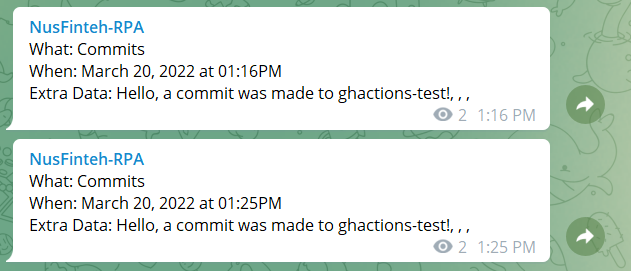 NusFinteh-RPA
What: Commits
When: March 20, 2022 at 01:16PM
Extra Data: Hello, a commit was made to ghactions-test!, , ,
2 1:16 PM
NusFinteh-RPA
What: Commits
When: March 20, 2022 at 01:25PM
Extra Data: Hello, a commit was made to ghactions-test!, , ,
2 1:25 PM